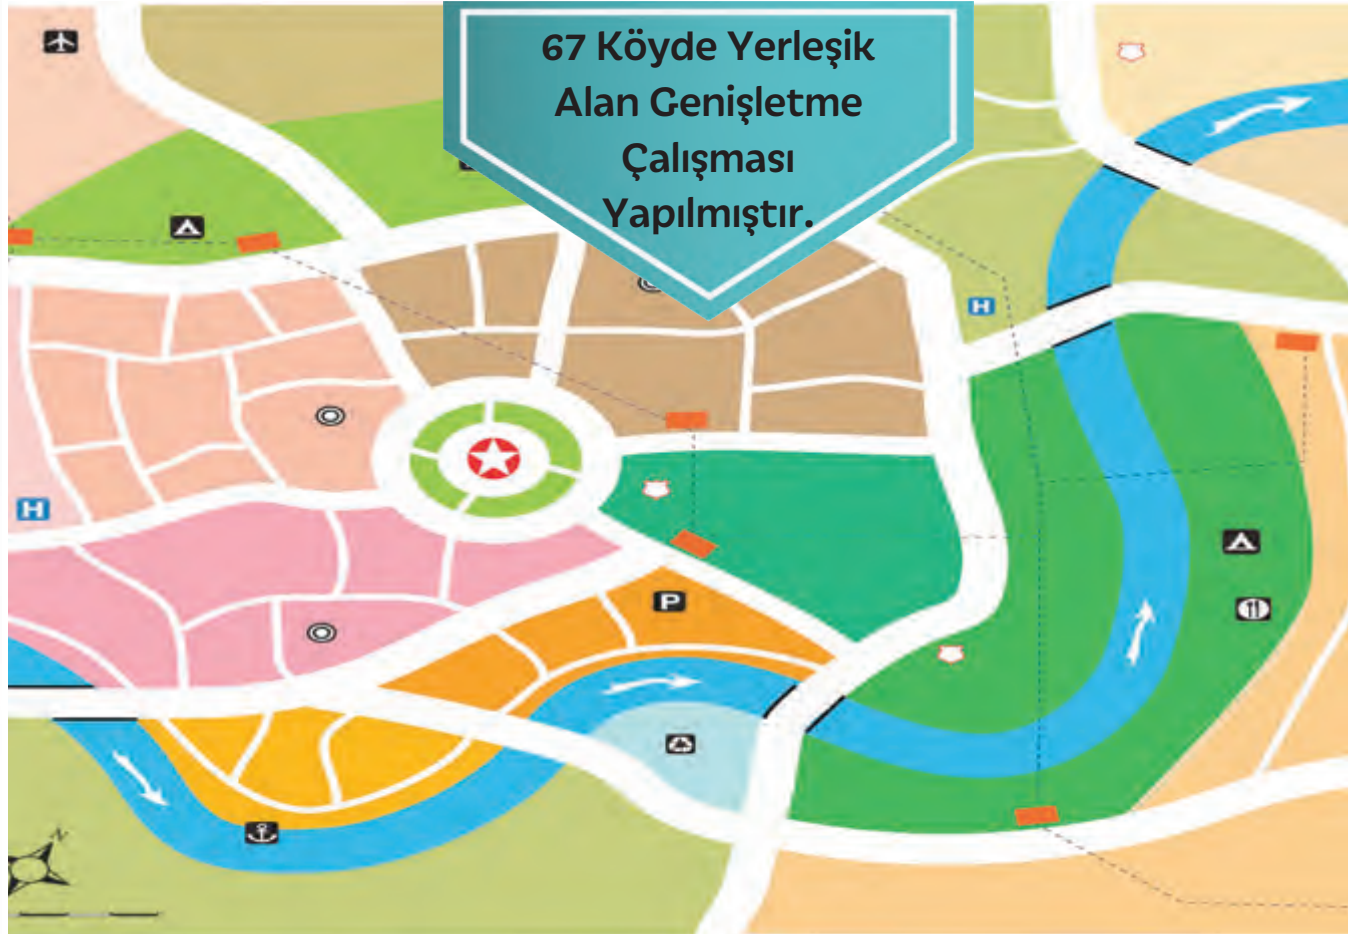 67 Köyde Yerleşik
Alan Genişletme
Çalışması
Yapılmıştır.
H
H
P
N